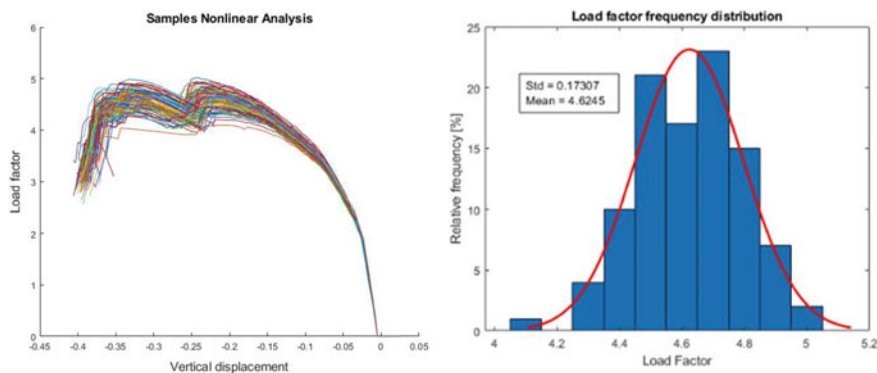 Samples Nonlinear Analysis
Load factor
6
5
4
3
2
1
0
-0.45 -0.4 -0.35 -0.3 -0.25 -0.2 -0.15 -0.1 -0.05 0 0.05
Vertical displacement
Load factor frequency distribution
Relative frequency [%]
25
20
15
10
5
0
Std = 0.17307
Mean = 4.6245
4 4.2 4.4 4.6 4.8 5 5.2
Load Factor